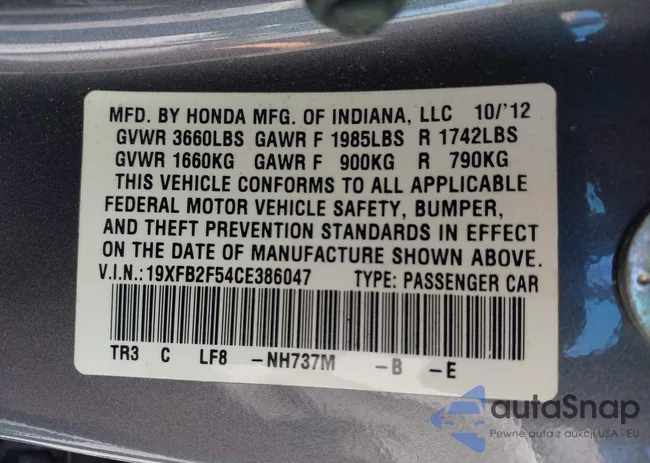 MFD. BY HONDA MFG. OF INDIANA, LLC 10/'12
GVWR 3660LBS GAWR F 1985LBS R 1742LBS
GVWR 1660KG GAWR F 900KG R 790KG
THIS VEHICLE CONFORMS TO ALL APPLICABLE
FEDERAL MOTOR VEHICLE SAFETY, BUMPER,
AND THEFT PREVENTION STANDARDS IN EFFECT
ON THE DATE OF MANUFACTURE SHOWN ABOVE.
V.I.N.:19XFB2F54CE386047 TYPE: PASSENGER CAR
TR3 C LF8 -NH737M -B -E
autaSnap
Pewne auta z aukcji USA i EU